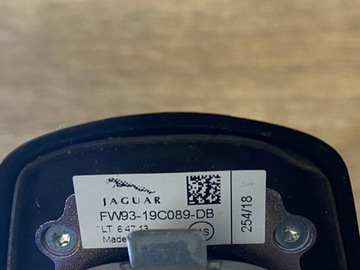 JAGUAR
FW93-19C089-DB
LT 6 47 13
Made
254/18